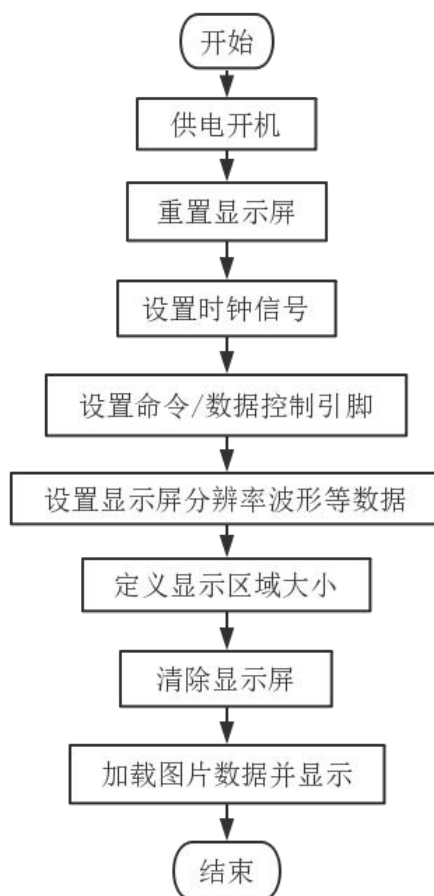 开始
供电开机
重置显示屏
设置时钟信号
设置命令/数据控制引脚
设置显示屏分辨率波形等数据
定义显示区域大小
清除显示屏
加载图片数据并显示
结束